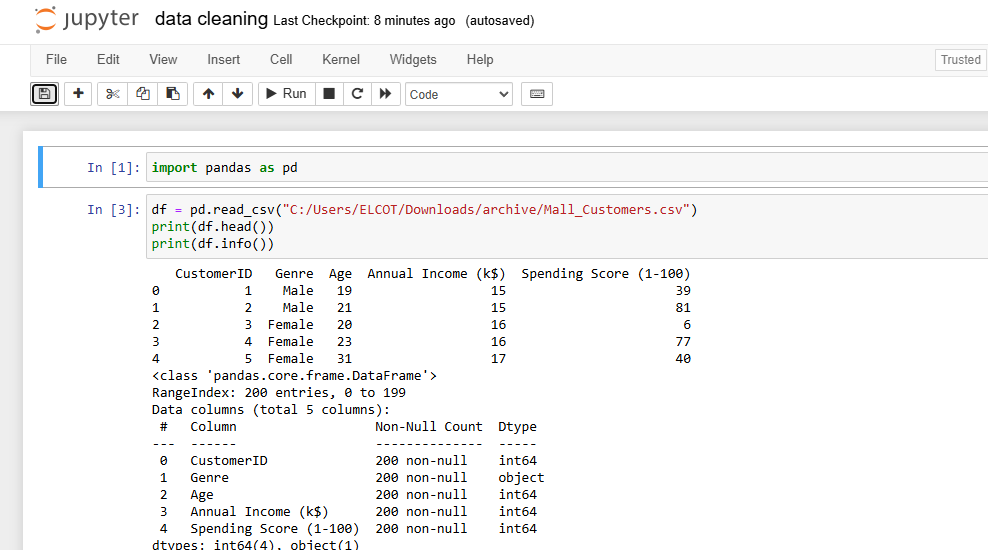 jupyter data cleaning Last Checkpoint: 8 minutes ago (autosaved)
File Edit View Insert Cell Kernel Widgets Help Trusted
Run Code
In [1]: import pandas as pd
In [3]: df = pd.read_csv("C:/Users/ELCOT/Downloads/archive/Mall_Customers.csv")
print(df.head())
print(df.info())
CustomerID Genre Age Annual Income (k$) Spending Score (1-100)
0 1 Male 19 15 39
1 2 Male 21 15 81
2 3 Female 20 16 6
3 4 Female 23 16 77
4 5 Female 31 17 40
<class 'pandas.core.frame.DataFrame'>
RangeIndex: 200 entries, 0 to 199
Data columns (total 5 columns):
# Column Non-Null Count Dtype
--- ------ -------------- -----
0 CustomerID 200 non-null int64
1 Genre 200 non-null object
2 Age 200 non-null int64
3 Annual Income (k$) 200 non-null int64
4 Spending Score (1-100) 200 non-null int64
dtypes: int64(4), object(1)